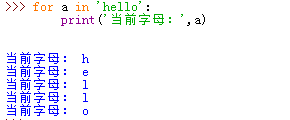 >>> for a in 'hello':
        print('当前字母：',a)
当前字母： h
当前字母： e
当前字母： l
当前字母： l
当前字母： o